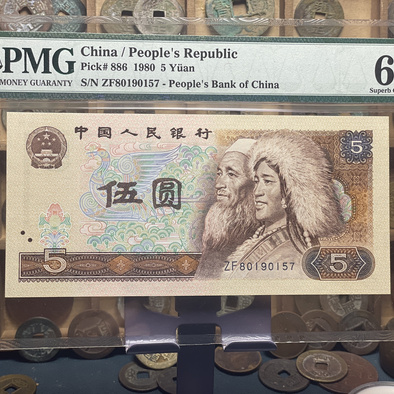 China / People's Republic
PMG Pick# 886 1980 5 Yüan 6
MONEY GUARANTY S/N ZF80190157 - People's Bank of China Superb
中国人民银行
5
伍圆
5 ZF80190157 5